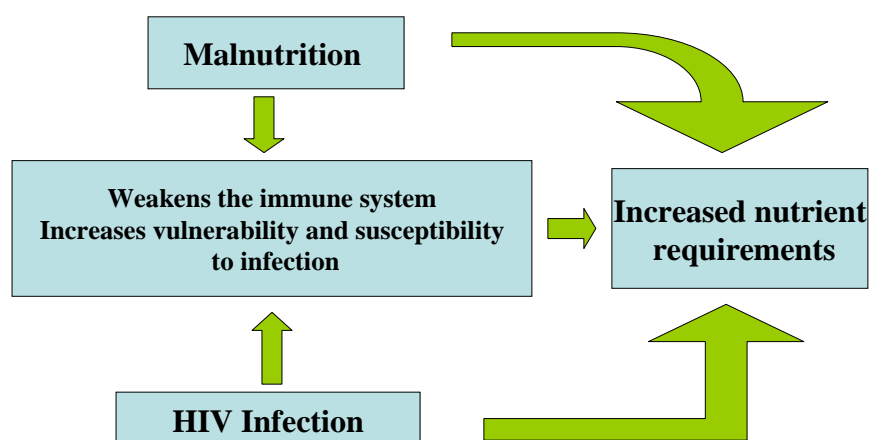 Malnutrition
Weakens the immune system
Increases vulnerability and susceptibility
to infection
Increased nutrient
requirements
HIV Infection